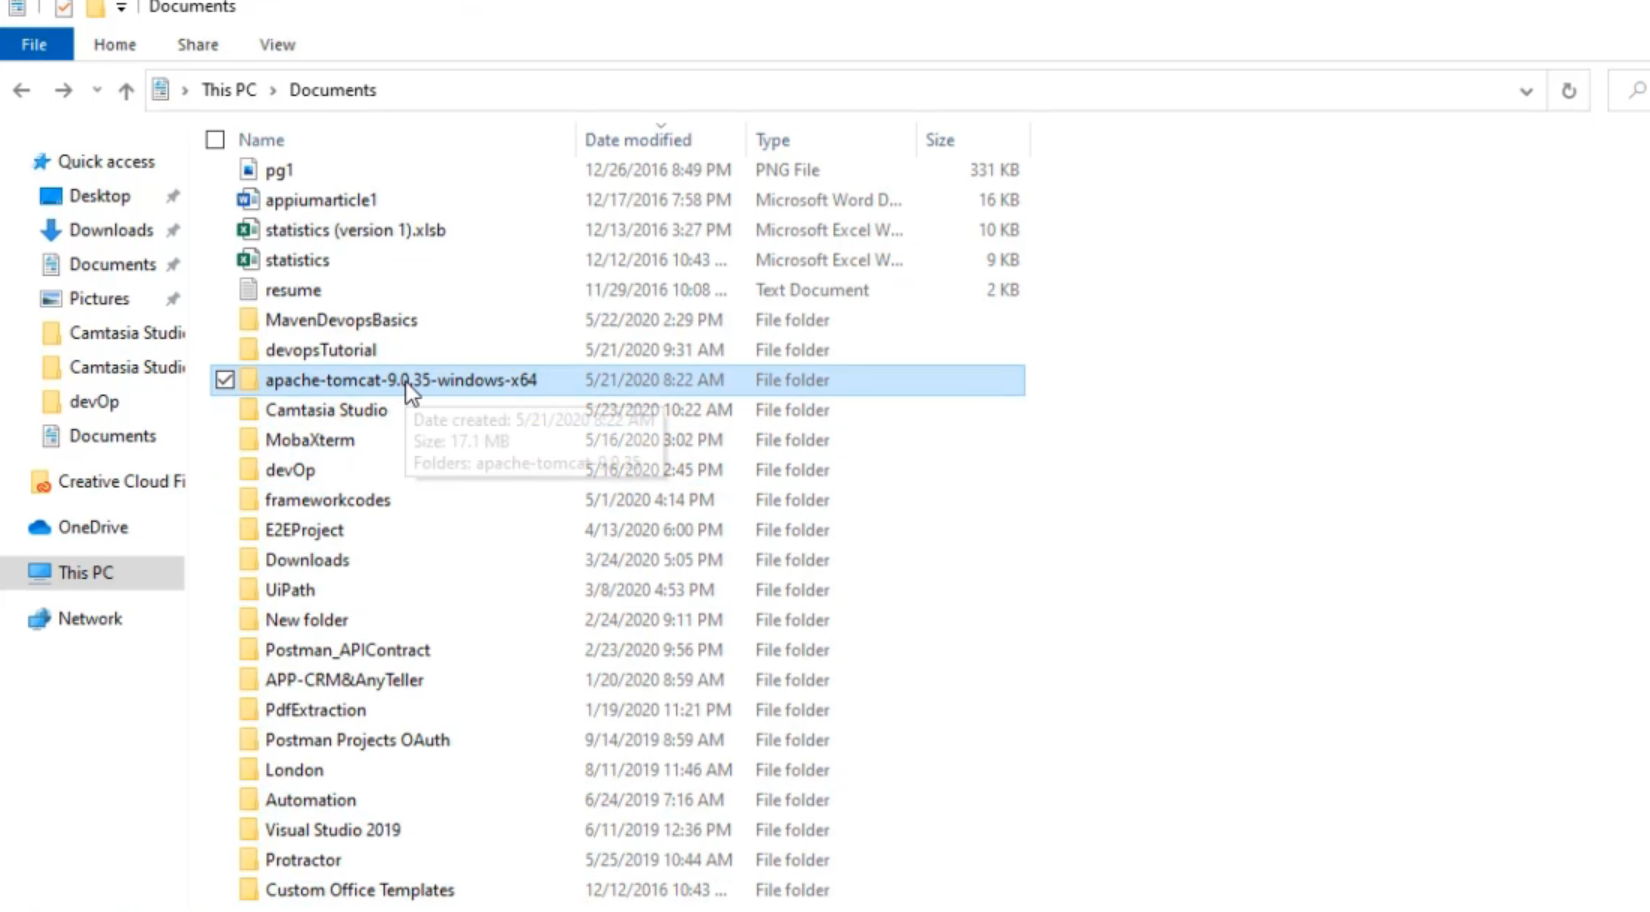 Documents
File Home Share View
This PC Documents
Name Date modified Type Size
Quick access
Desktop
Downloads
Documents
Pictures
Camtasia Studi
Camtasia Studi
devOp
Documents
Creative Cloud Fi
OneDrive
This PC
Network
pg1 12/26/2016 8:49 PM PNG File 331 KB
appiumarticle1 12/17/2016 7:58 PM Microsoft Word D... 16 KB
statistics (version 1).xlsb 12/13/2016 3:27 PM Microsoft Excel W... 10 KB
statistics 12/12/2016 10:43 ... Microsoft Excel W... 9 KB
resume 11/29/2016 10:08 ... Text Document 2 KB
MavenDevopsBasics 5/22/2020 2:29 PM File folder
devopsTutorial 5/21/2020 9:31 AM File folder
apache-tomcat-9.0.35-windows-x64 5/21/2020 8:22 AM File folder
Camtasia Studio 5/23/2020 10:22 AM File folder
Date created: 5/21/2020 8:22 AM
MobaXterm 5/16/2020 3:02 PM File folder
Size: 17.1 MB
devOp 5/16/2020 2:45 PM File folder
Folders: apache-tomcat-9.0.35
frameworkcodes 5/1/2020 4:14 PM File folder
E2EProject 4/13/2020 6:00 PM File folder
Downloads 3/24/2020 5:05 PM File folder
UiPath 3/8/2020 4:53 PM File folder
New folder 2/24/2020 9:11 PM File folder
Postman_APIContract 2/23/2020 9:56 PM File folder
APP-CRM&AnyTeller 1/20/2020 8:59 AM File folder
PdfExtraction 1/19/2020 11:21 PM File folder
Postman Projects OAuth 9/14/2019 8:59 AM File folder
London 8/11/2019 11:46 AM File folder
Automation 6/24/2019 7:16 AM File folder
Visual Studio 2019 6/11/2019 12:36 PM File folder
Protractor 5/25/2019 10:44 AM File folder
Custom Office Templates 12/12/2016 10:43 ... File folder